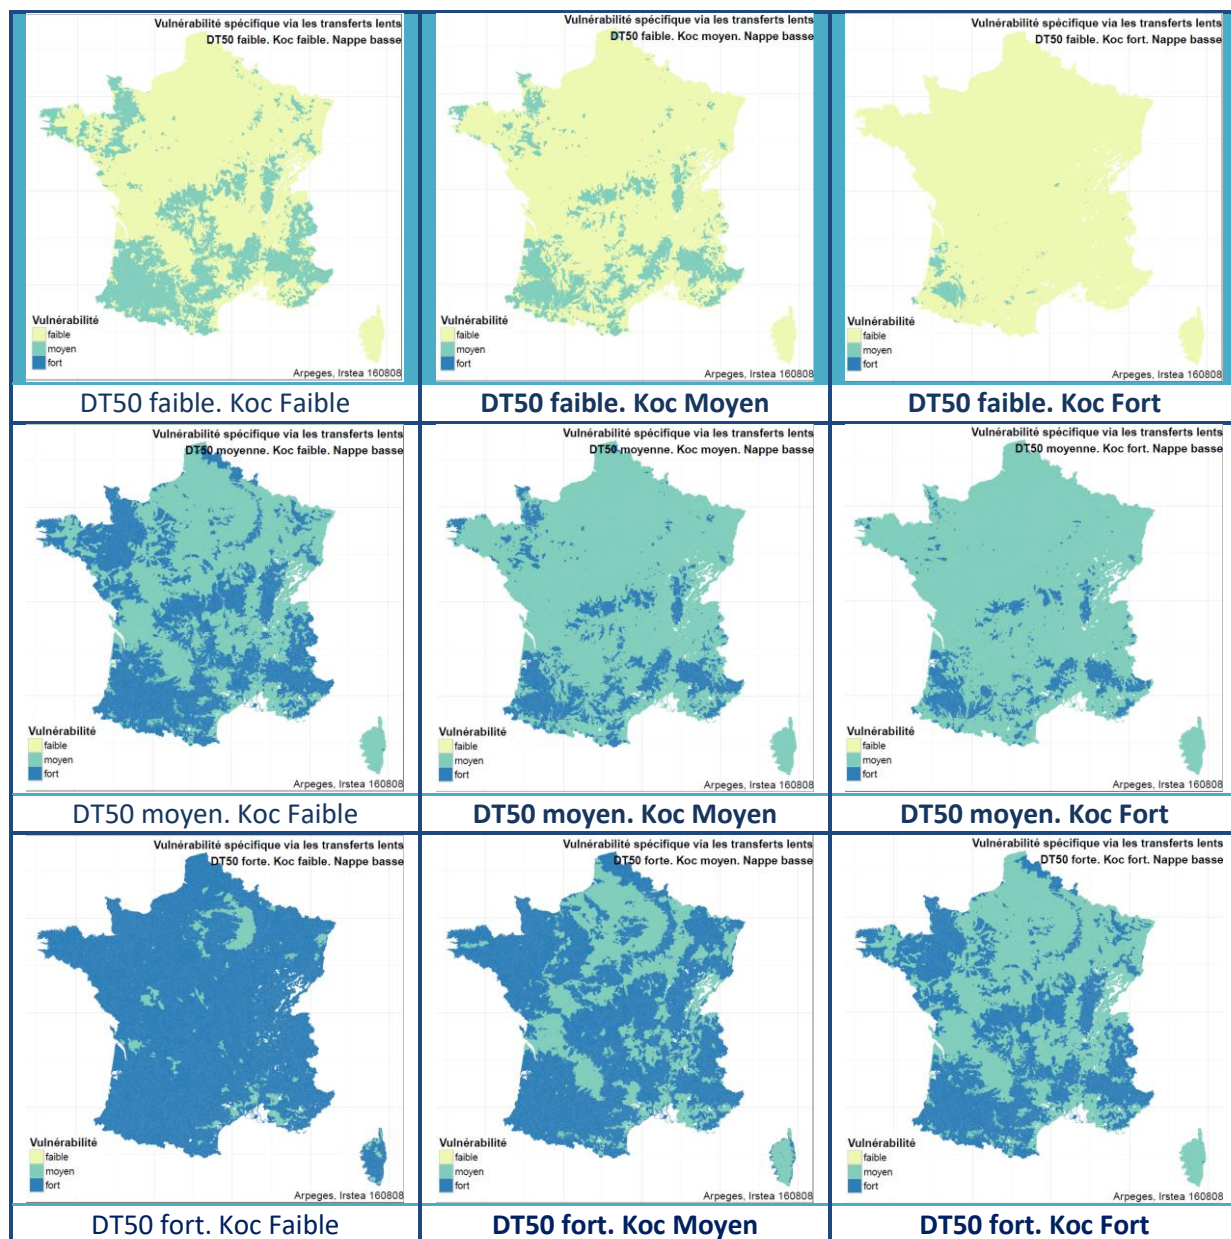 Vulnérabilité spécifique via les transferts lents
DT50 faible. Koc faible. Nappe basse
Vulnérabilité
faible
moyen
fort
Arpeges, Irstea 160808
DT50 faible. Koc Faible
Vulnérabilité spécifique via les transferts lents
DT50 faible. Koc moyen. Nappe basse
Vulnérabilité
faible
moyen
fort
Arpeges, Irstea 160808
DT50 faible. Koc Moyen
Vulnérabilité spécifique via les transferts lents
DT50 faible. Koc fort. Nappe basse
Vulnérabilité
faible
moyen
fort
Arpeges, Irstea 160808
DT50 faible. Koc Fort
Vulnérabilité spécifique via les transferts lents
DT50 moyenne. Koc faible. Nappe basse
Vulnérabilité
faible
moyen
fort
Arpeges, Irstea 160808
DT50 moyen. Koc Faible
Vulnérabilité spécifique via les transferts lents
DT50 moyenne. Koc moyen. Nappe basse
Vulnérabilité
faible
moyen
fort
Arpeges, Irstea 160808
DT50 moyen. Koc Moyen
Vulnérabilité spécifique via les transferts lents
DT50 moyenne. Koc fort. Nappe basse
Vulnérabilité
faible
moyen
fort
Arpeges, Irstea 160808
DT50 moyen. Koc Fort
Vulnérabilité spécifique via les transferts lents
DT50 forte. Koc faible. Nappe basse
Vulnérabilité
faible
moyen
fort
Arpeges, Irstea 160808
DT50 fort. Koc Faible
Vulnérabilité spécifique via les transferts lents
DT50 forte. Koc moyen. Nappe basse
Vulnérabilité
faible
moyen
fort
Arpeges, Irstea 160808
DT50 fort. Koc Moyen
Vulnérabilité spécifique via les transferts lents
DT50 forte. Koc fort. Nappe basse
Vulnérabilité
faible
moyen
fort
Arpeges, Irstea 160808
DT50 fort. Koc Fort